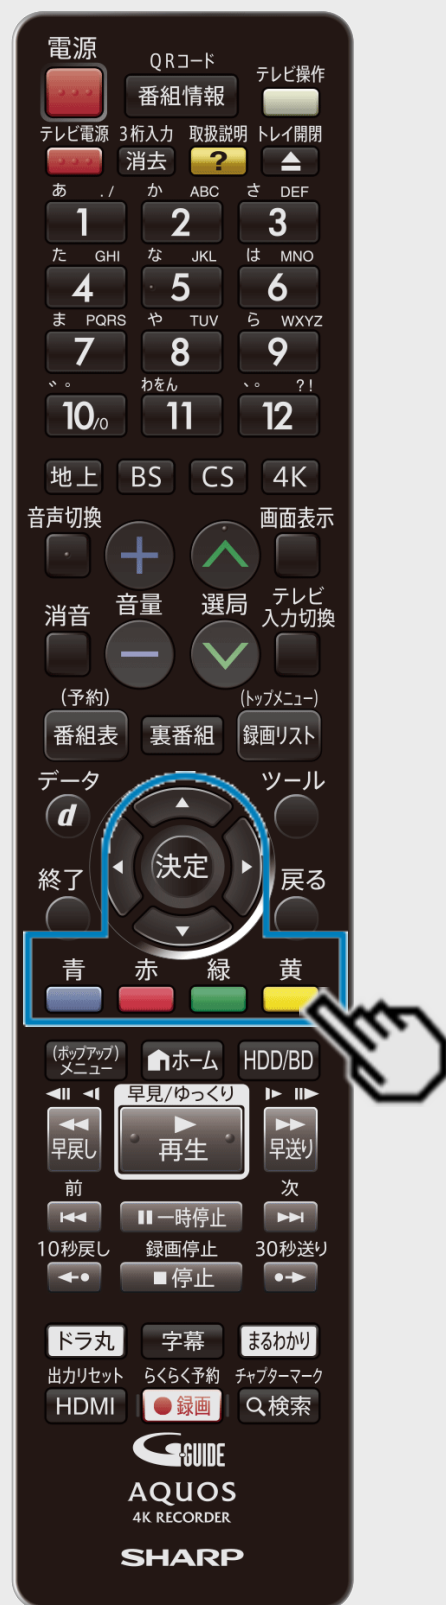 電源
QRコード
テレビ操作
番組情報
テレビ電源 3桁入力 取扱説明 トレイ開閉
消去 ?
あ ./ か ABC さ DEF
1 2 3
た GHI な JKL は MNO
4 5 6
ま PQRS や TUV ら WXYZ
7 8 9
゛゜ わをん 、。 ?!
10/0 11 12
地上 BS CS 4K
音声切換 画面表示
消音 音量 選局 テレビ
入力切換
(予約) (トップメニュー)
番組表 裏番組 録画リスト
データ ツール
d
決定
終了 戻る
青 赤 緑 黄
(ポップアップ)
メニュー ホーム HDD/BD
早見/ゆっくり
早戻し 再生 早送り
前 次
一時停止
10秒戻し 録画停止 30秒送り
停止
ドラ丸 字幕 まるわかり
出力リセット らくらく予約 チャプターマーク
HDMI 録画 検索
G-GUIDE
AQUOS
4K RECORDER
SHARP